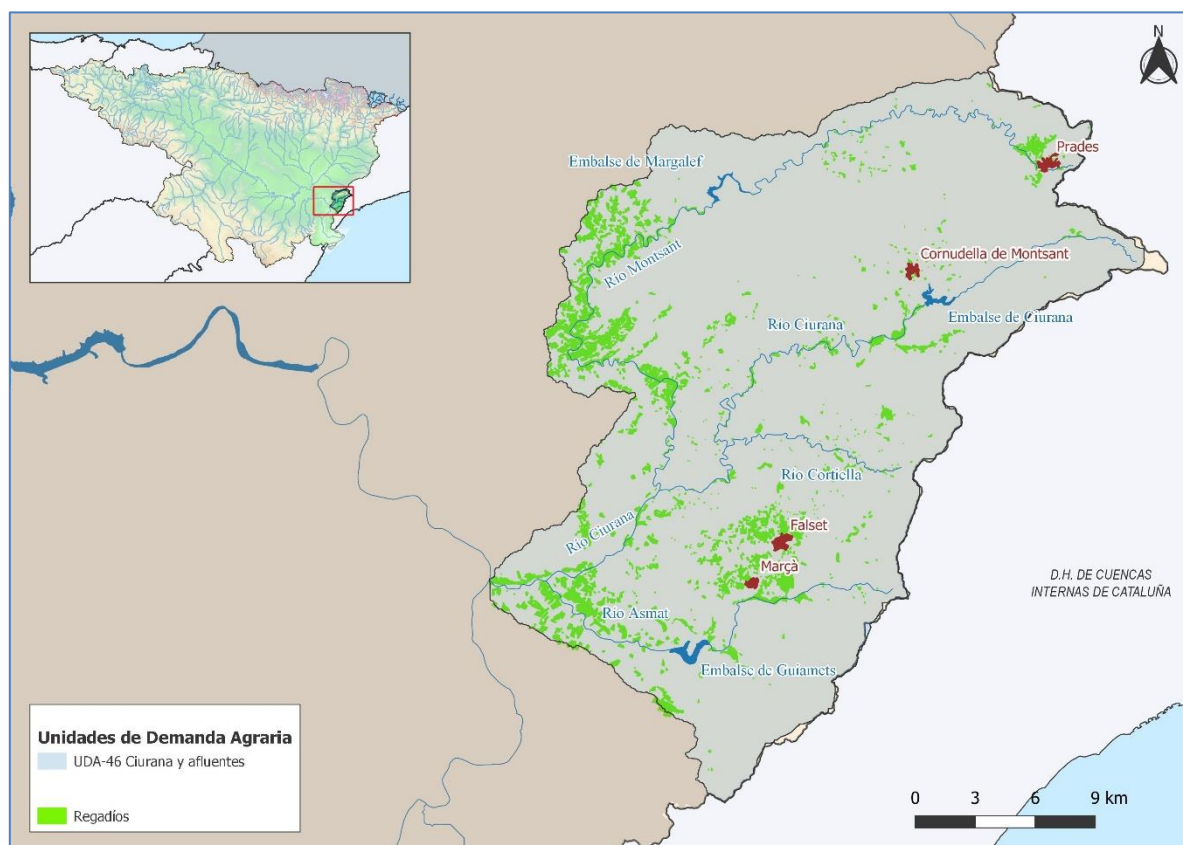 N
Prades
Embalse de Margalef
Cornudella de Montsant
Río Montsant
Embalse de Ciurana
Río Ciurana
Río Cortiella
Falset
Río Ciurana
Marçà
D.H. DE CUENCAS
INTERNAS DE CATALUÑA
Río Asmat
Embalse de Guiamets
Unidades de Demanda Agraria
UDA-46 Ciurana y afluentes
Regadíos
0 3 6 9 km